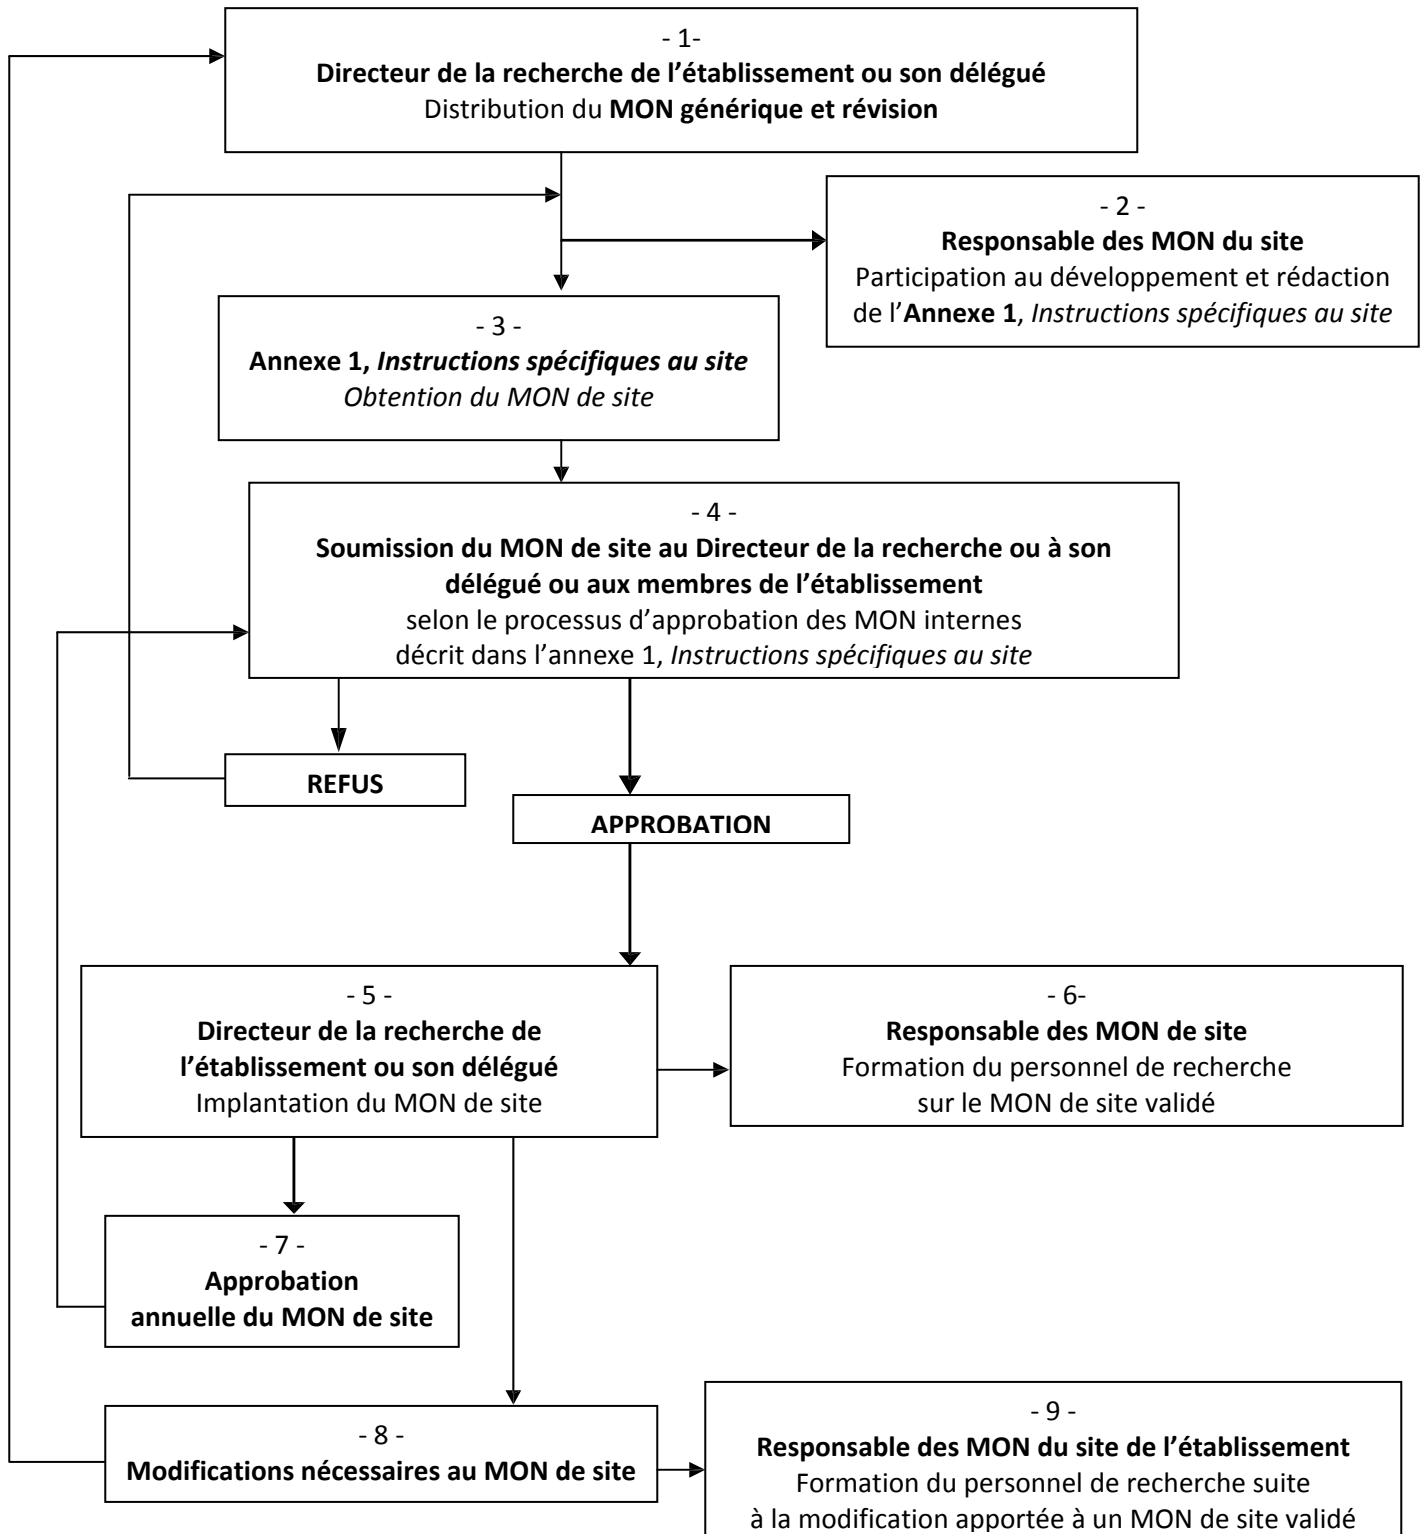 - 1-
Directeur de la recherche de l’établissement ou son délégué
Distribution du MON générique et révision
- 2 -
Responsable des MON du site
Participation au développement et rédaction
de l’Annexe 1, Instructions spécifiques au site
- 3 -
Annexe 1, Instructions spécifiques au site
Obtention du MON de site
- 4 -
Soumission du MON de site au Directeur de la recherche ou à son
délégué ou aux membres de l’établissement
selon le processus d’approbation des MON internes
décrit dans l’annexe 1, Instructions spécifiques au site
REFUS
APPROBATION
- 5 -
Directeur de la recherche de
l’établissement ou son délégué
Implantation du MON de site
- 6-
Responsable des MON de site
Formation du personnel de recherche
sur le MON de site validé
- 7 -
Approbation
annuelle du MON de site
- 8 -
Modifications nécessaires au MON de site
- 9 -
Responsable des MON du site de l’établissement
Formation du personnel de recherche suite
à la modification apportée à un MON de site validé